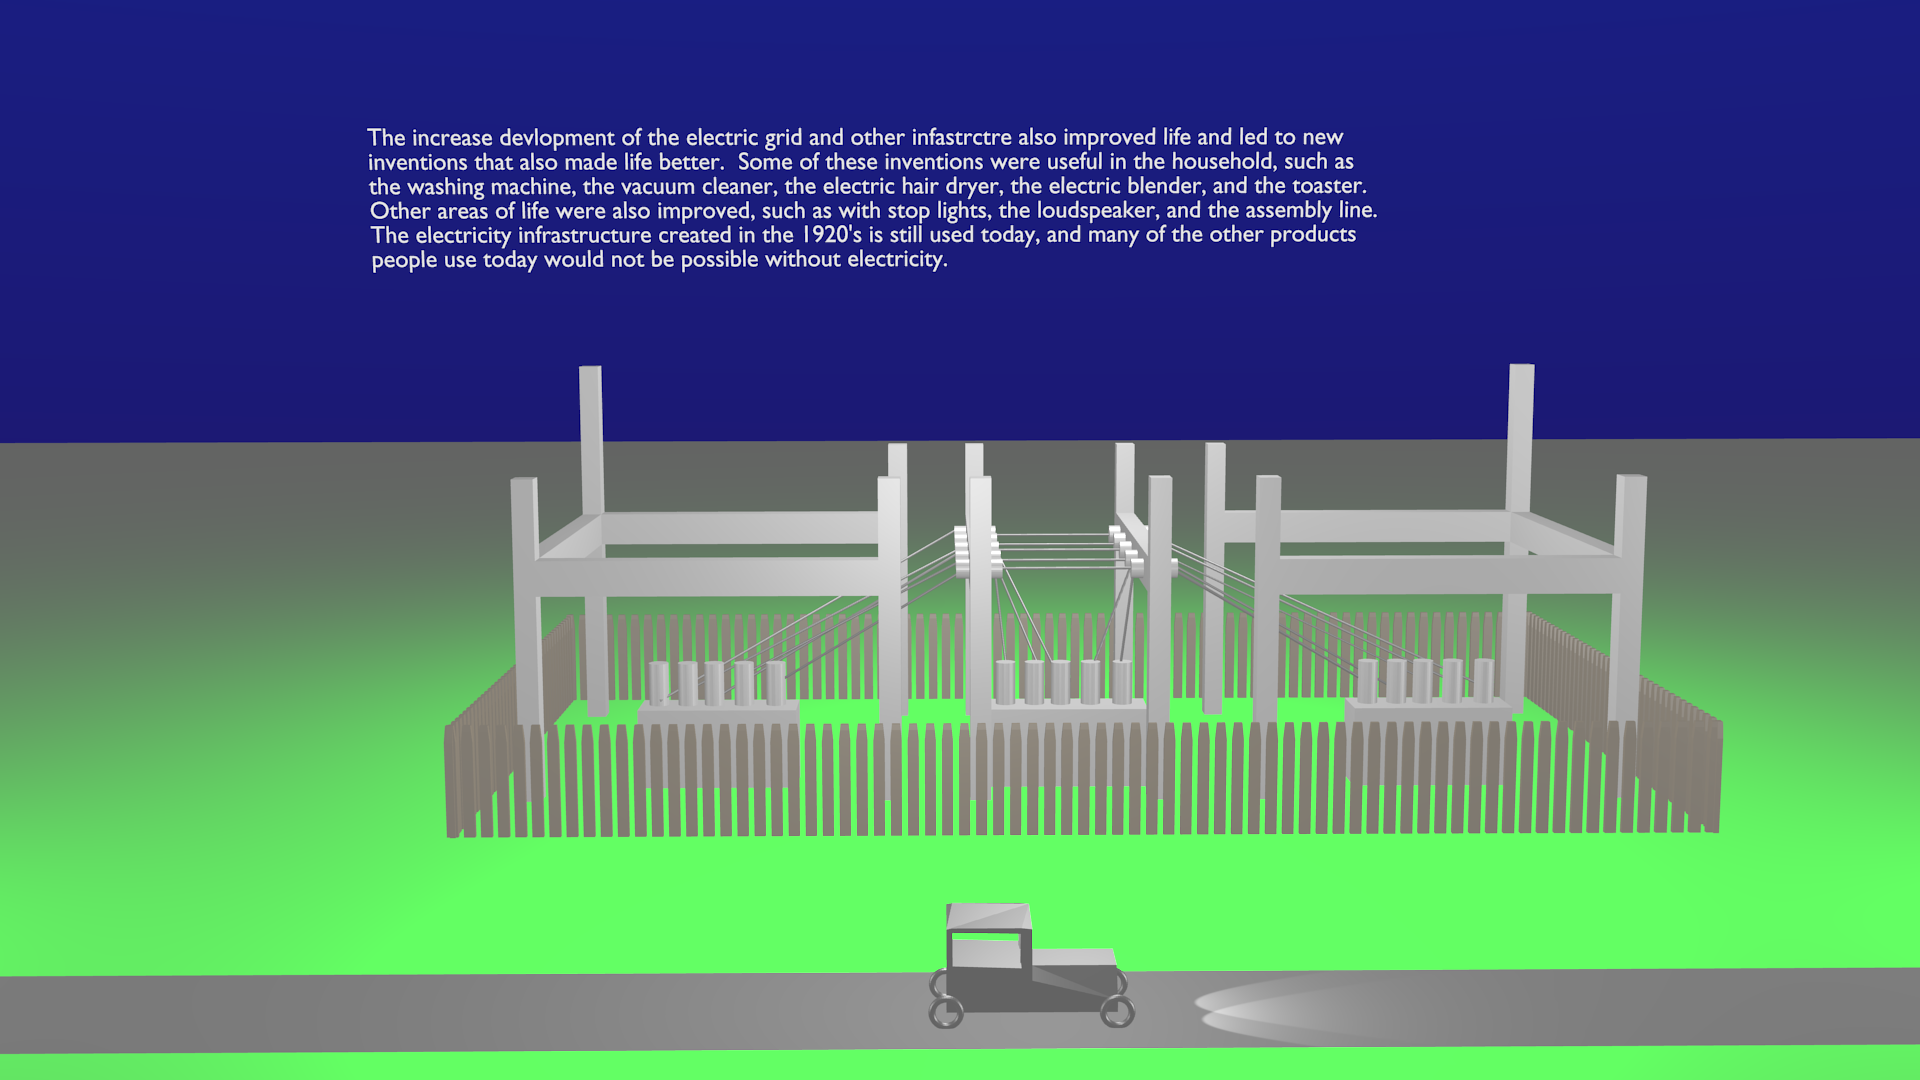 The increase devlopment of the electric grid and other infastrctre also improved life and led to new
inventions that also made life better.  Some of these inventions were useful in the household, such as
the washing machine, the vacuum cleaner, the electric hair dryer, the electric blender, and the toaster.
Other areas of life were also improved, such as with stop lights, the loudspeaker, and the assembly line.
The electricity infrastructure created in the 1920's is still used today, and many of the other products
people use today would not be possible without electricity.